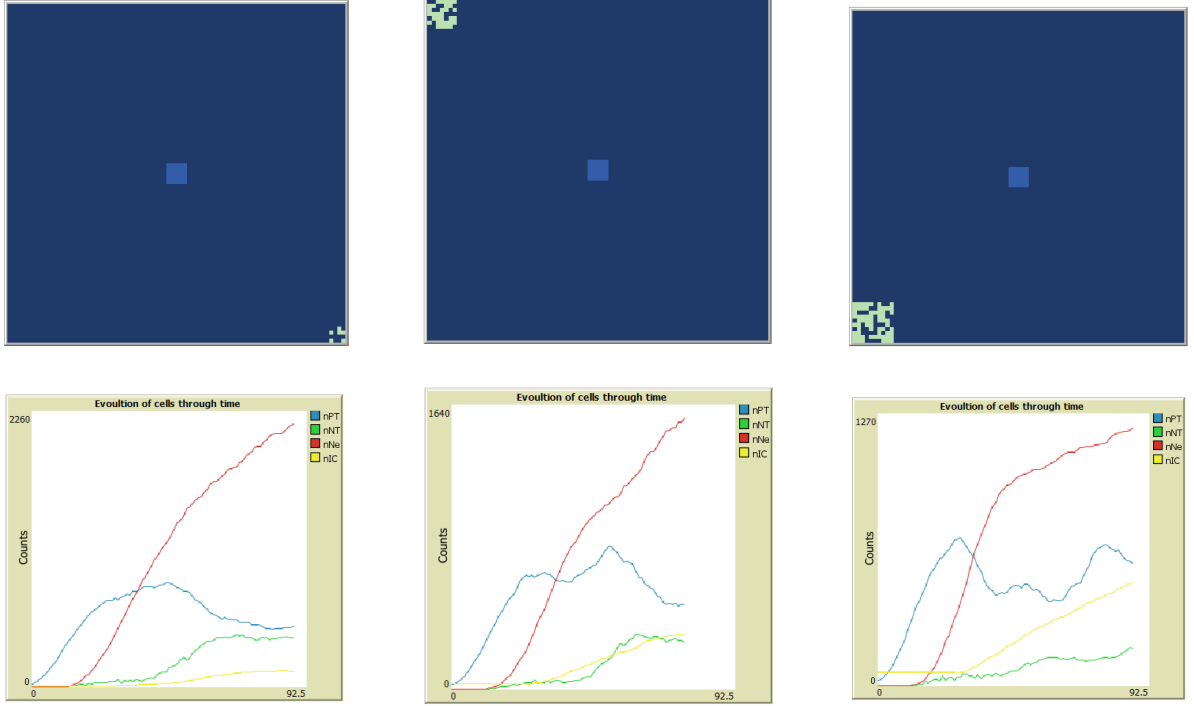 Evoultion of cells through time
2260
nPT
nNT
nNe
nIC
Counts
0
0
92.5
Evoultion of cells through time
1640
nPT
nNT
nNe
nIC
Counts
0
0
92.5
Evoultion of cells through time
1270
nPT
nNT
nNe
nIC
Counts
0
0
92.5